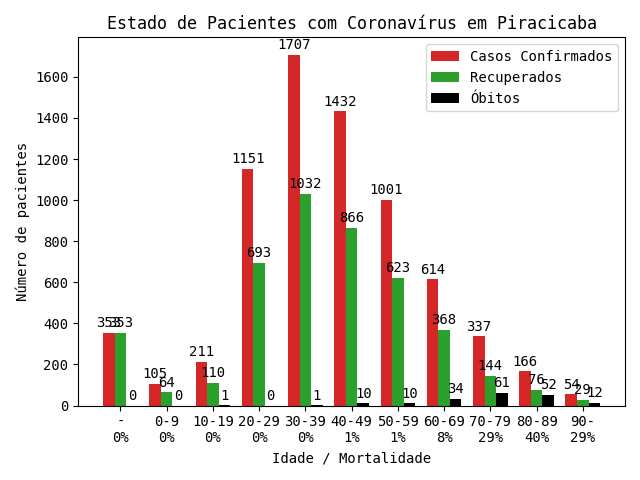 Estado de Pacientes com Coronavírus em Piracicaba
Casos Confirmados
Recuperados
Óbitos
Número de pacientes
1600
1400
1200
1000
800
600
400
200
0
353 353 0
105 64 0
211 110 1
1151 693 0
1707 1032 1
1432 866 10
1001 623 10
614 368 34
337 144 61
166 76 52
54 29 12
- 0-9 10-19 20-29 30-39 40-49 50-59 60-69 70-79 80-89 90-
0% 0% 0% 0% 0% 1% 1% 8% 29% 40% 29%
Idade / Mortalidade